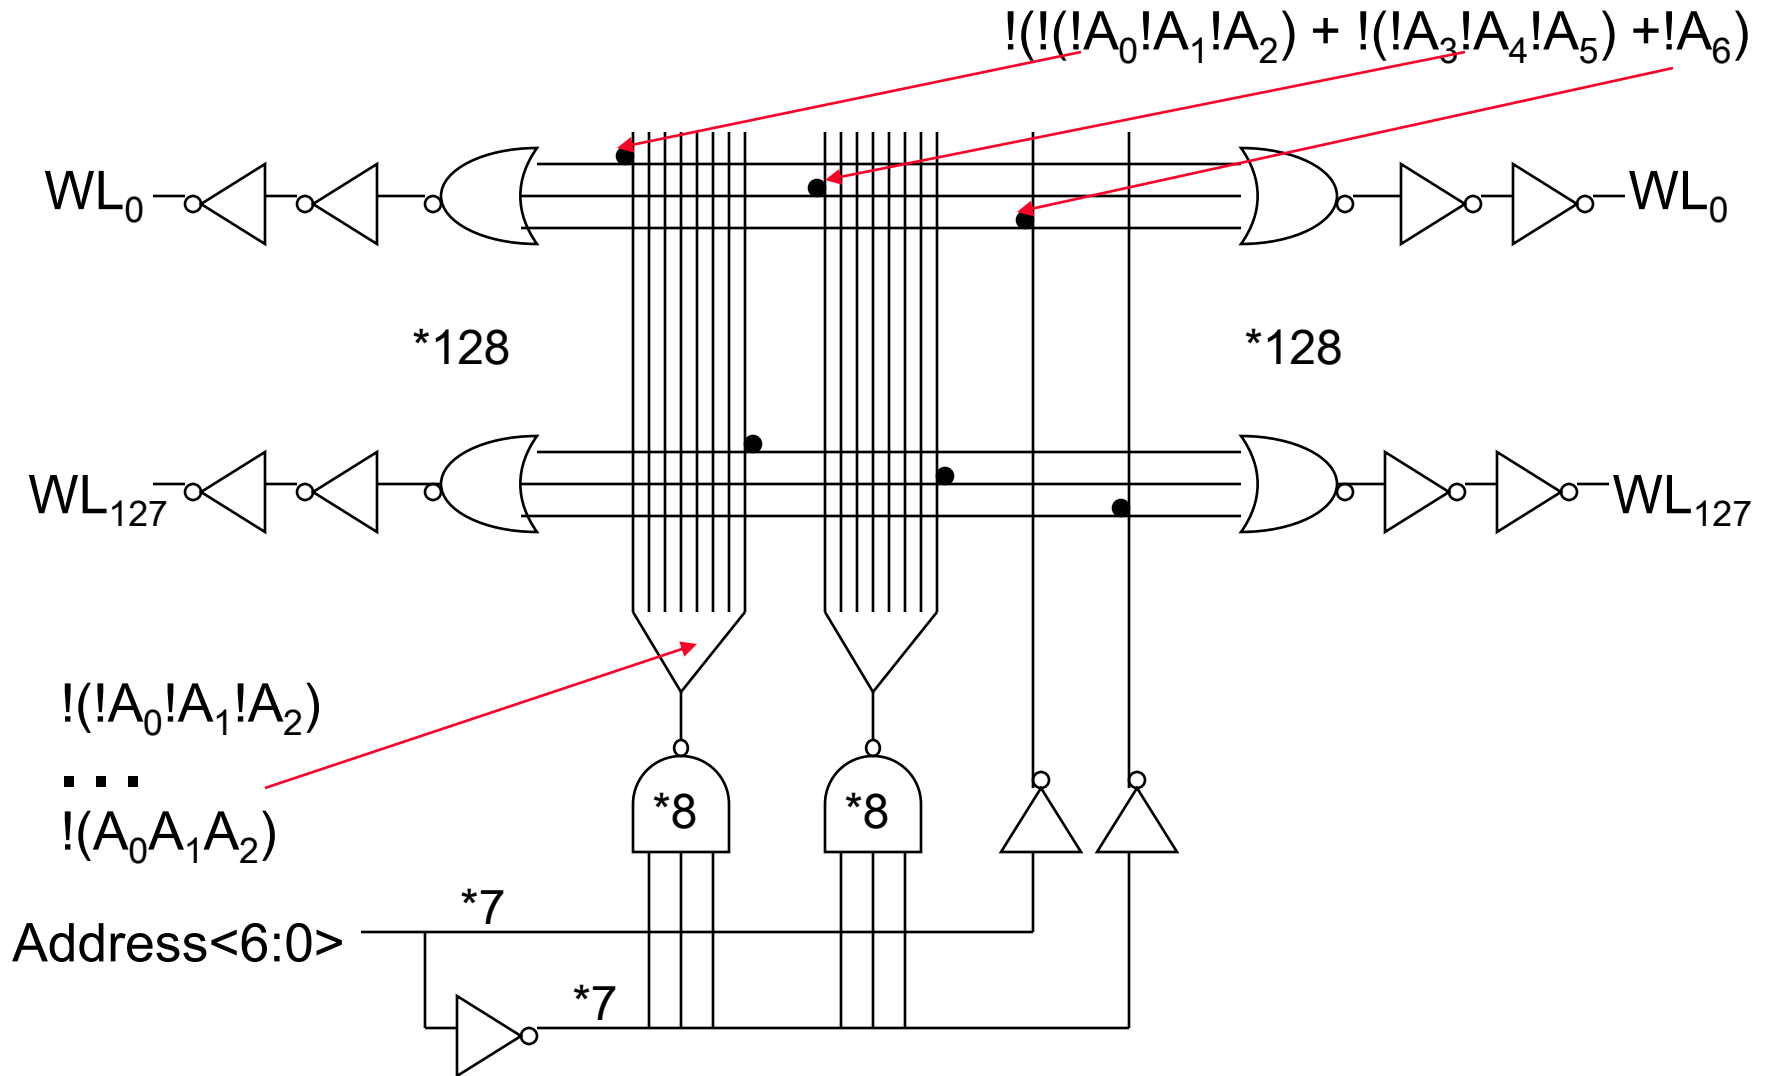 !(!(!A₀!A₁!A₂) + !(!A₃!A₄!A₅) +!A₆)
WL₀
WL₀
*128
*128
WL₁₂₇
WL₁₂₇
!(!A₀!A₁!A₂)
...
!(A₀A₁A₂)
*8
*8
*7
Address<6:0>
*7